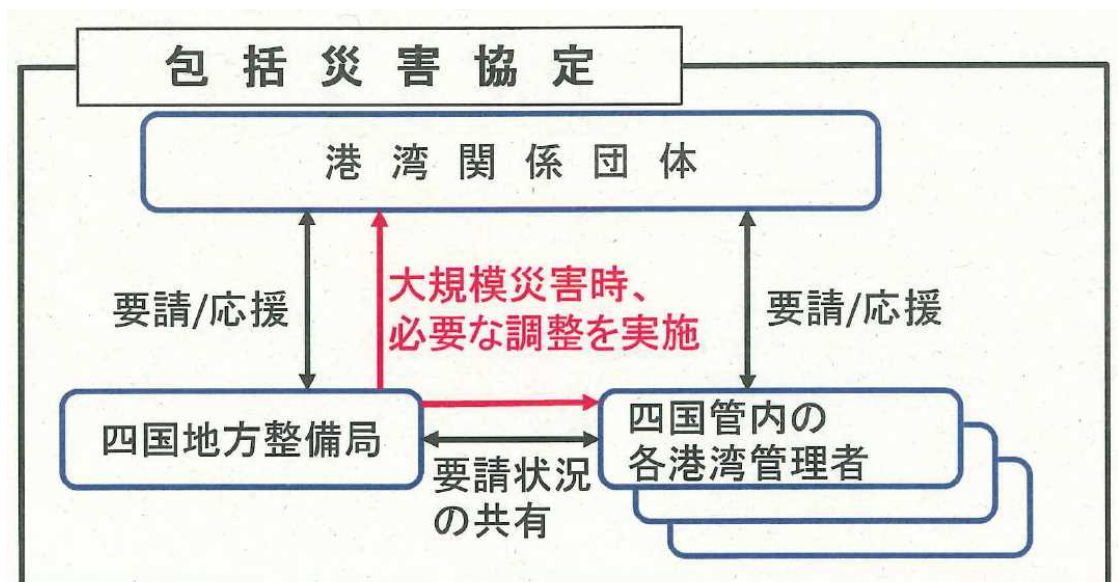 包括災害協定
港湾関係団体
要請/応援
大規模災害時、
必要な調整を実施
要請/応援
四国地方整備局
四国管内の
各港湾管理者
要請状況
の共有